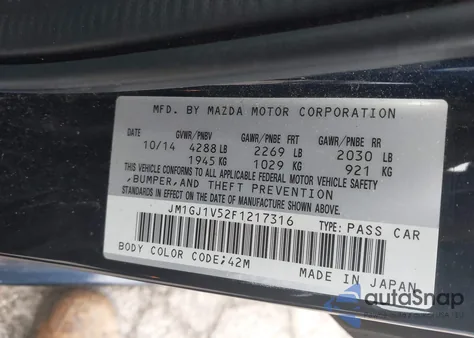 MFD. BY MAZDA MOTOR CORPORATION
GVWR/PNBV GAWR/PNBE FRT GAWR/PNBE RR
10/14 4288 LB 2269 LB 2030 LB
1945 KG 1029 KG 921 KG
THIS VEHICLE CONFORMS TO ALL APPLICABLE FEDERAL MOTOR VEHICLE SAFETY
,BUMPER,AND THEFT PREVENTION
STANDARDS IN EFFECT ON THE DATE OF MANUFACTURE SHOWN ABOVE.
JM1GJ1V52F1217316 TYPE: PASS CAR
BODY COLOR CODE;42M MADE IN JAPAN
autoSnap